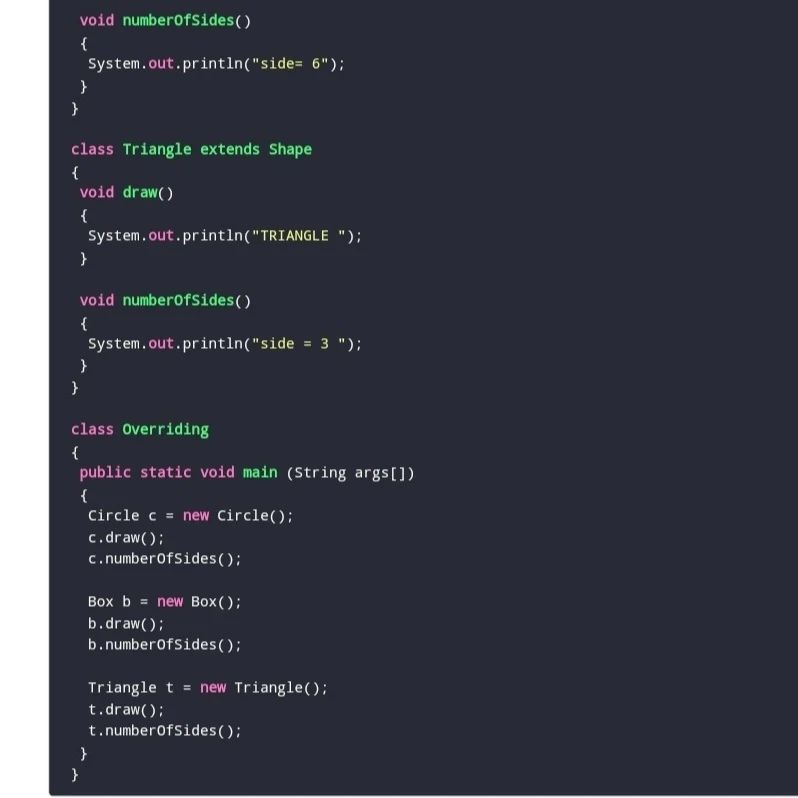 void numberOfSides()
{
System.out.println("side= 6");
}
}
class Triangle extends Shape
{
void draw()
{
System.out.println("TRIANGLE ");
}
void numberOfSides()
{
System.out.println("side = 3 ");
}
}
class Overriding
{
public static void main (String args[])
{
Circle c = new Circle();
c.draw();
c.numberOfSides();
Box b = new Box();
b.draw();
b.numberOfSides();
Triangle t = new Triangle();
t.draw();
t.numberOfSides();
}
}